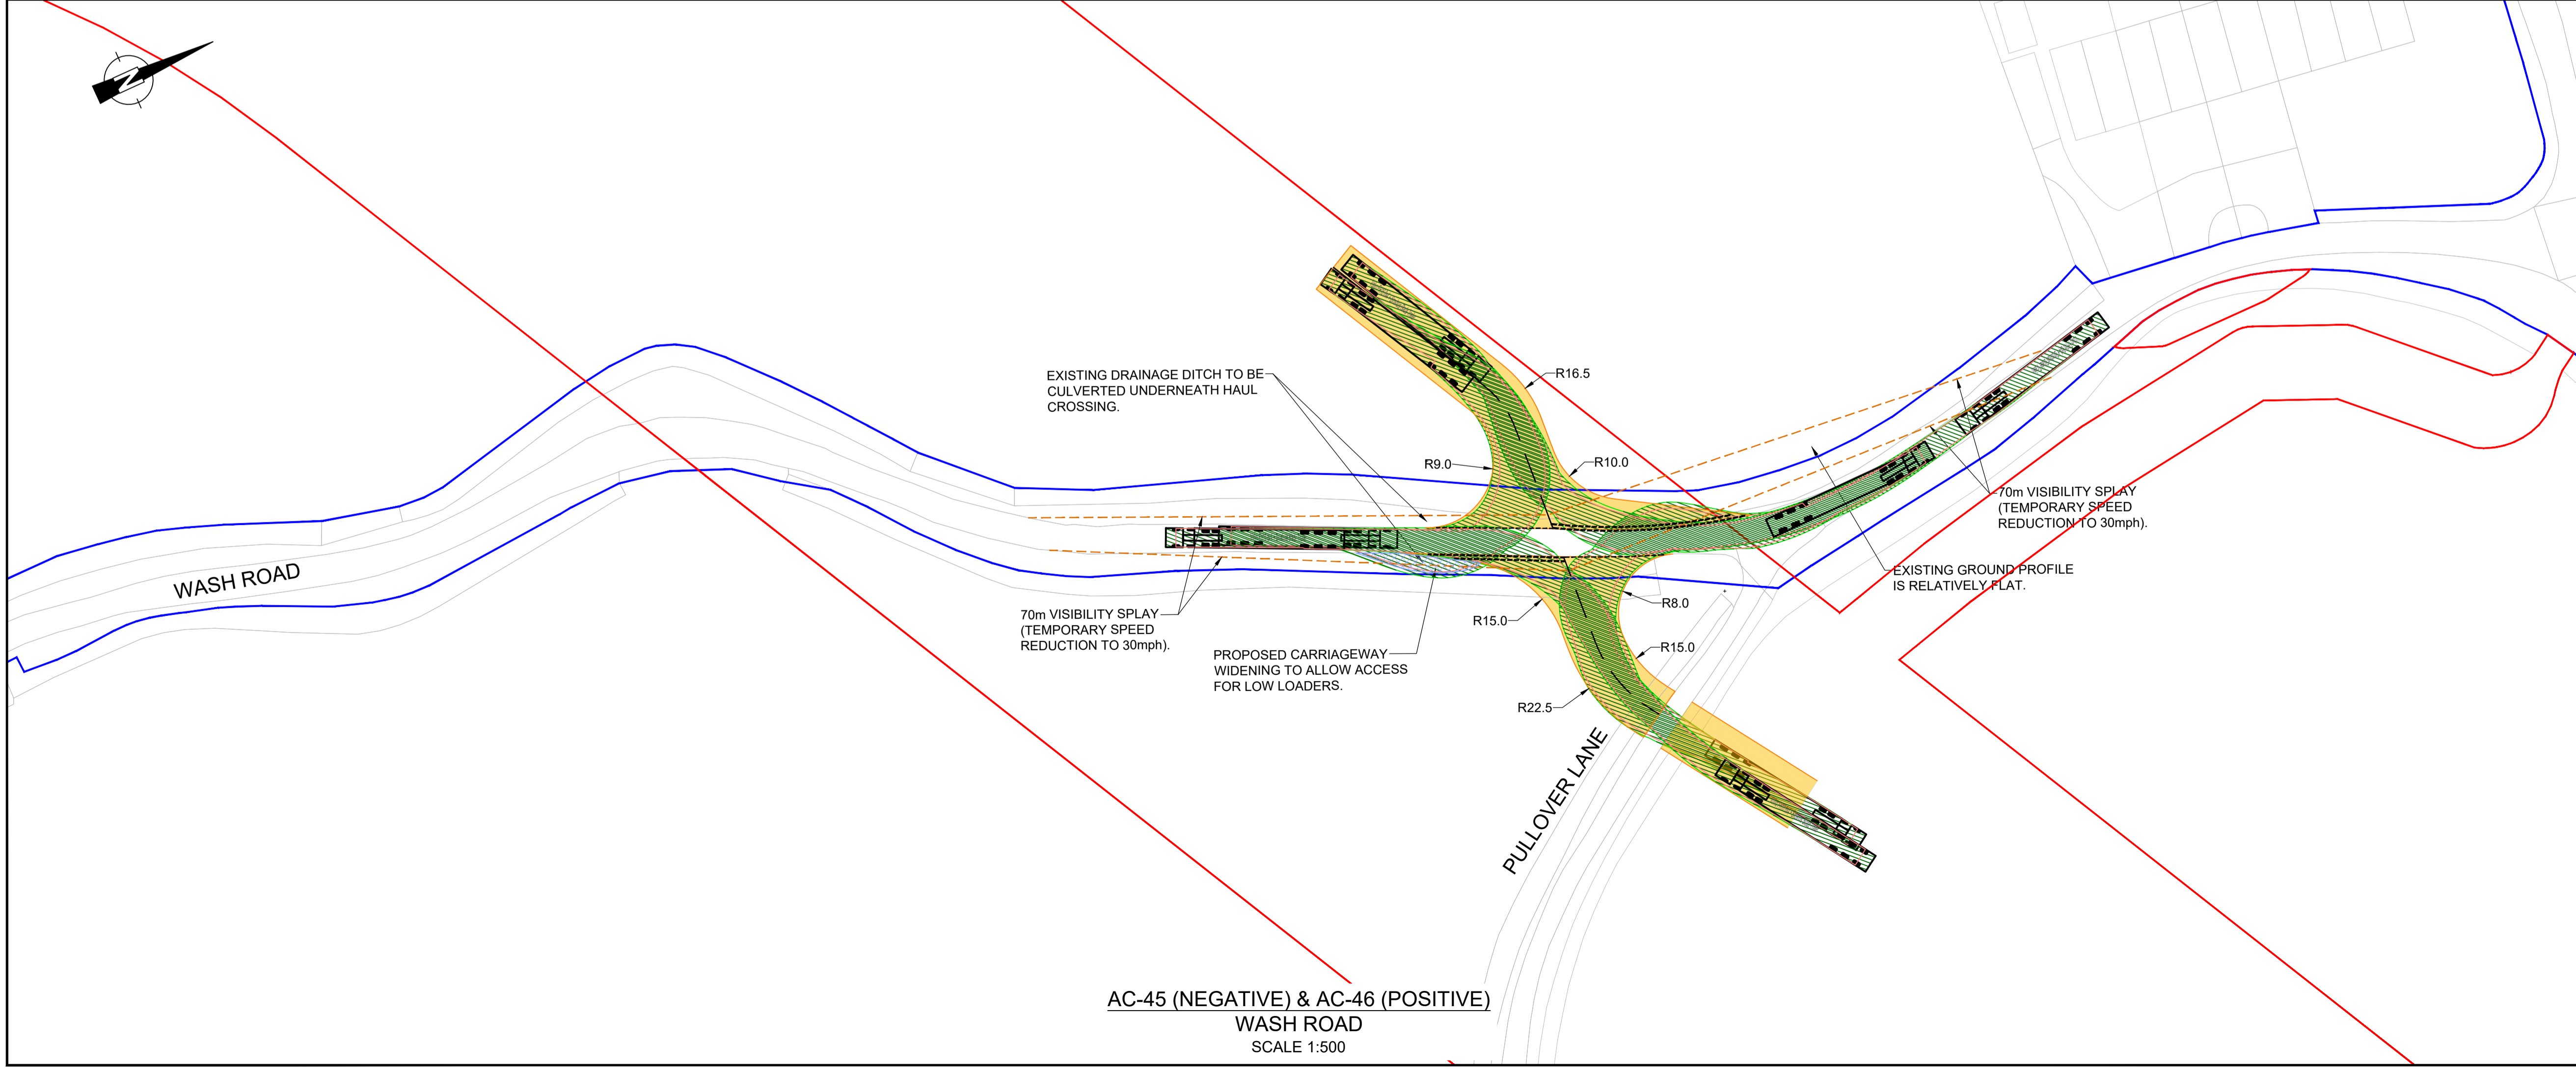 N
EXISTING DRAINAGE DITCH TO BE
CULVERTED UNDERNEATH HAUL
CROSSING.
R16.5
R9.0
R10.0
70m VISIBILITY SPLAY
(TEMPORARY SPEED
REDUCTION TO 30mph).
EXISTING GROUND PROFILE
IS RELATIVELY FLAT.
WASH ROAD
70m VISIBILITY SPLAY
(TEMPORARY SPEED
REDUCTION TO 30mph).
R15.0
R8.0
PROPOSED CARRIAGEWAY
WIDENING TO ALLOW ACCESS
FOR LOW LOADERS.
R15.0
R22.5
PULLOVER LANE
AC-45 (NEGATIVE) & AC-46 (POSITIVE)
WASH ROAD
SCALE 1:500